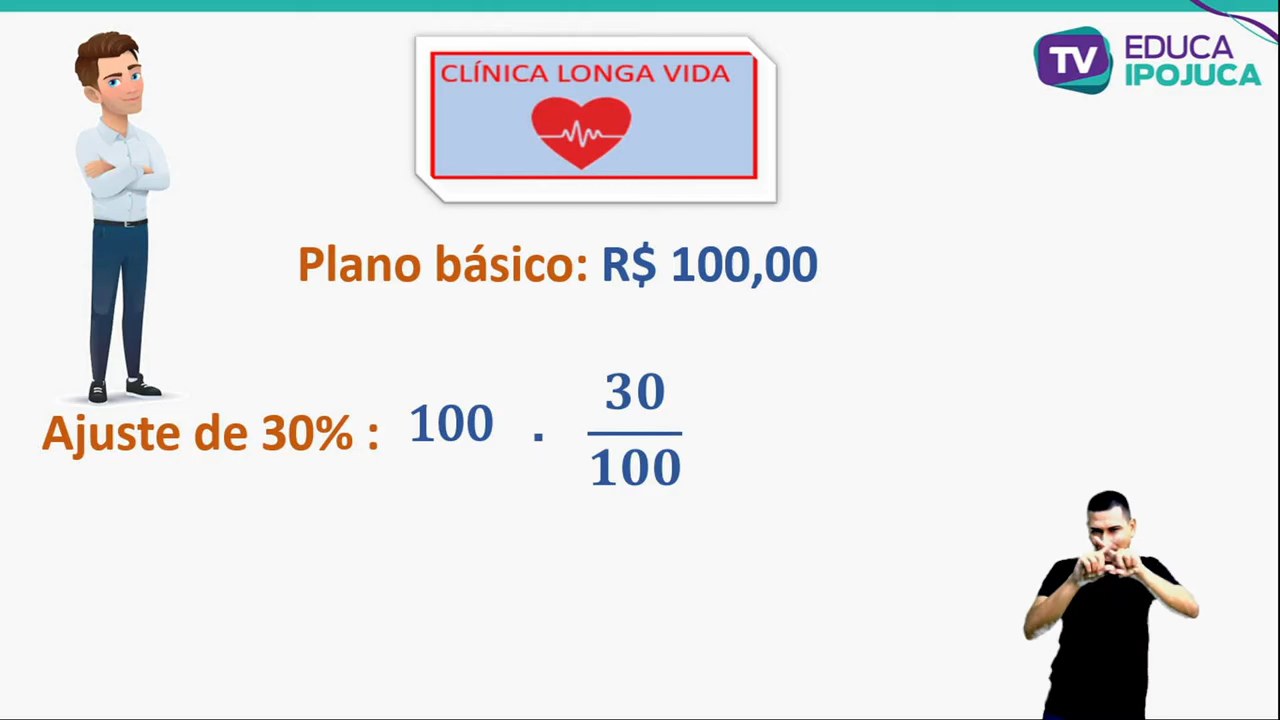 CLÍNICA LONGA VIDA
TV EDUCA
IPOJUCA
Plano básico: R$ 100,00
Ajuste de 30% : 100 . 30
100